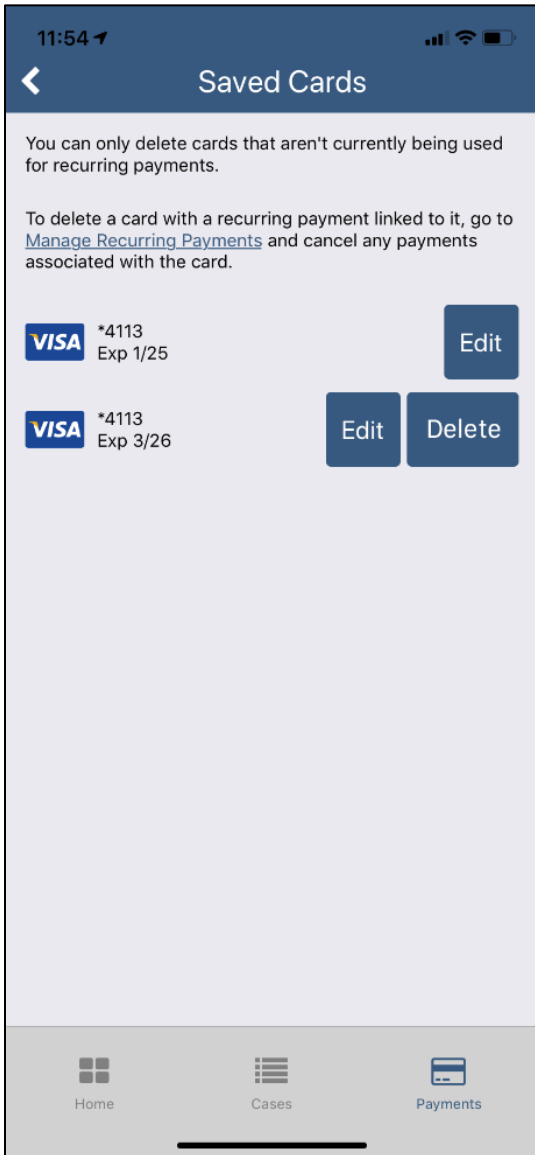 11:54
Saved Cards
You can only delete cards that aren't currently being used
for recurring payments.
To delete a card with a recurring payment linked to it, go to
Manage Recurring Payments and cancel any payments
associated with the card.
VISA *4113 Edit
Exp 1/25
VISA *4113 Edit Delete
Exp 3/26
Home Cases Payments